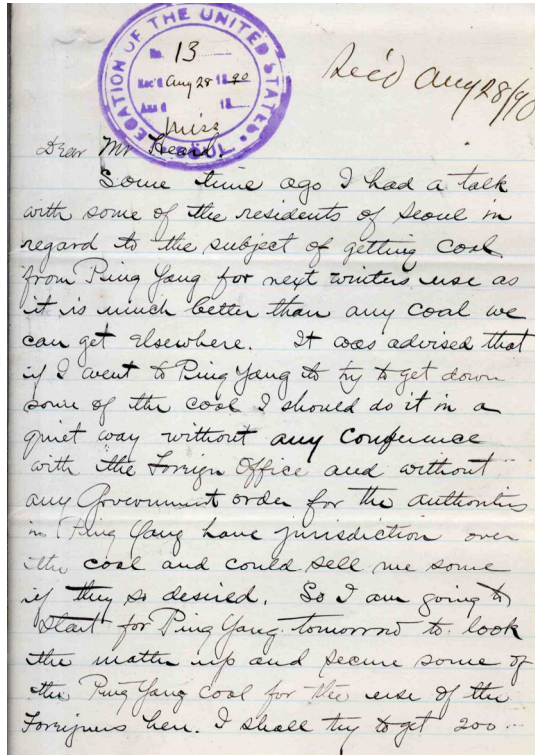 LEGATION OF THE UNITED STATES
No. 13
Rec'd Aug 28 1890
Ans'd 18
Misc
SEOUL
Rec'd Aug 28/90
Dear Mr Heard.
Some time ago I had a talk
with some of the residents of Seoul in
regard to the subject of getting coal
from Ping Yang for next winters use as
it is much better than any coal we
can get elsewhere. It was advised that
if I went to Ping Yang to try to get down
some of the coal I should do it in a
quiet way without any conference
with the Foreign Office and without
any Government order for the authorities
in Ping Yang have jurisdiction over
the coal and could sell me some
if they so desired. So I am going to
start for Ping Yang tomorrow to look
the matter up and secure some of
the Ping Yang coal for the use of the
Foreigners here. I shall try to get 200